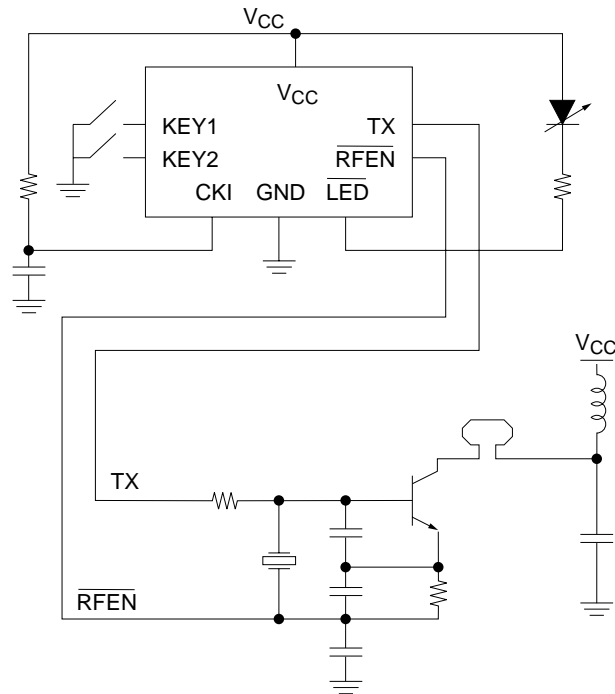 VCC
VCC
KEY1 TX
KEY2 RFEN
CKI GND LED
VCC
TX
RFEN